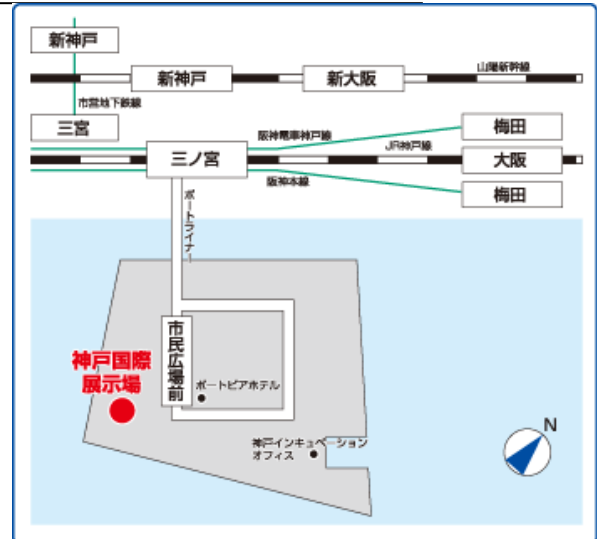 新神戸
新神戸
新大阪
山陽新幹線
市営地下鉄線
三宮
三ノ宮
阪神電車神戸線
JR神戸線
阪神本線
梅田
大阪
梅田
ポートライナー
市民広場前
神戸国際
展示場
ポートピアホテル
神戸インキュベーション
オフィス
N